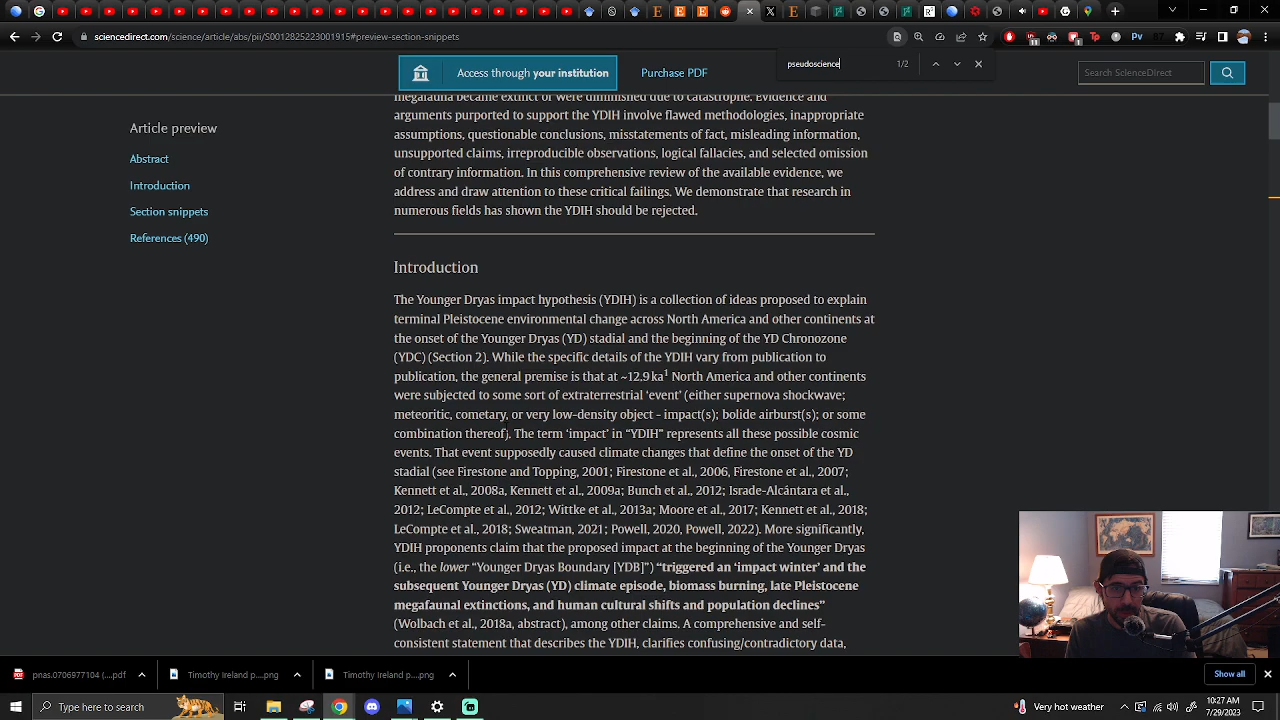 sciencedirect.com/science/article/abs/pii/S0012825223001915#preview-section-snippets
pseudoscience
1/2
Access through your institution
Purchase PDF
Search ScienceDirect
Article preview
Abstract
Introduction
Section snippets
References (490)
megafauna became extinct or were diminished due to catastrophe. Evidence and
arguments purported to support the YDIH involve flawed methodologies, inappropriate
assumptions, questionable conclusions, misstatements of fact, misleading information,
unsupported claims, irreproducible observations, logical fallacies, and selected omission
of contrary information. In this comprehensive review of the available evidence, we
address and draw attention to these critical failings. We demonstrate that research in
numerous fields has shown the YDIH should be rejected.
Introduction
The Younger Dryas impact hypothesis (YDIH) is a collection of ideas proposed to explain
terminal Pleistocene environmental change across North America and other continents at
the onset of the Younger Dryas (YD) stadial and the beginning of the YD Chronozone
(YDC) (Section 2). While the specific details of the YDIH vary from publication to
publication, the general premise is that at ~12,9 ka1 North America and other continents
were subjected to some sort of extraterrestrial ‘event’ (either supernova shockwave;
meteoritic, cometary, or very low-density object - impact(s); bolide airburst(s); or some
combination thereof). The term ‘impact’ in “YDIH” represents all these possible cosmic
events. That event supposedly caused climate changes that define the onset of the YD
stadial (see Firestone and Topping, 2001; Firestone et al., 2006, Firestone et al., 2007;
Kennett et al., 2008a, Kennett et al., 2009a; Bunch et al., 2012; Israde-Alcántara et al.,
2012; LeCompte et al., 2012; Wittke et al., 2013a; Moore et al., 2017; Kennett et al., 2018;
LeCompte et al., 2018; Sweatman, 2021; Powell, 2020, Powell, 2022). More significantly,
YDIH proponents claim that the proposed impact at the beginning of the Younger Dryas
(i.e., the lower “Younger Dryas Boundary [YDB]”) “triggered an ‘impact winter’ and the
subsequent Younger Dryas (YD) climate episode, biomass burning, late Pleistocene
megafaunal extinctions, and human cultural shifts and population declines”
(Wolbach et al., 2018a, abstract), among other claims. A comprehensive and self-
consistent statement that describes the YDIH, clarifies confusing/contradictory data,
pnas.0706977104 (....pdf
Timothy Ireland p....png
Timothy Ireland p....png
Show all
Type here to search
Very hot weather
10:27 AM
7/29/2023